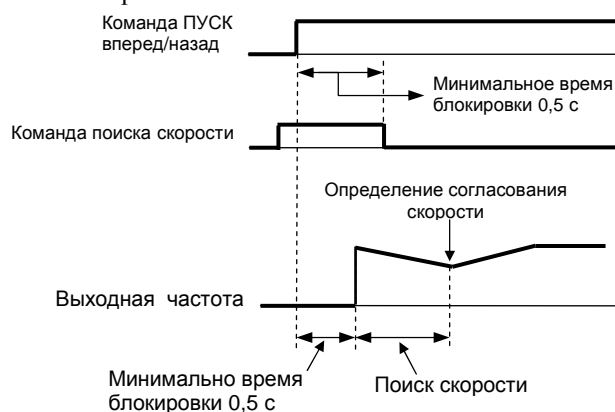 Команда ПУСК
вперед/назад
Минимальное время
блокировки 0,5 с
Команда поиска скорости
Определение согласования
скорости
Выходная частота
Минимально время
блокировки 0,5 с
Поиск скорости